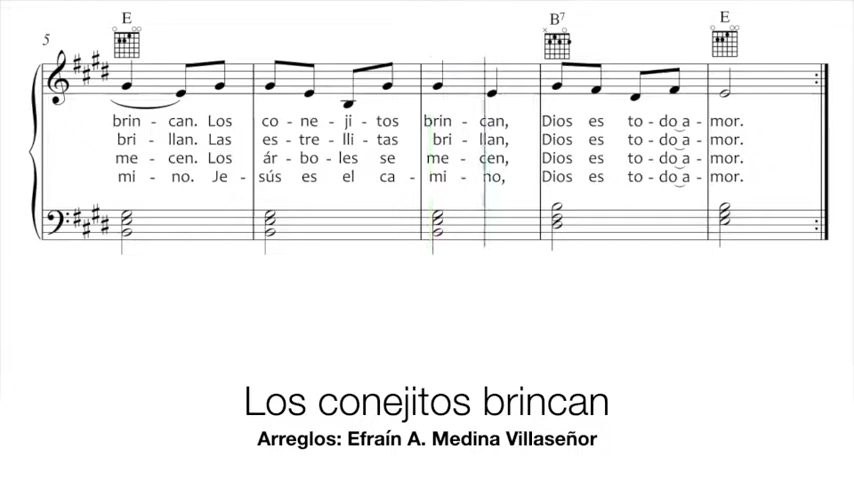 E B7 E
5
brin - can. Los co - ne - ji - tos brin - can, Dios es to - do a - mor.
bri - llan. Las es - tre - lli - tas bri - llan, Dios es to - do a - mor.
me - cen. Los ár - bo - les se me - cen, Dios es to - do a - mor.
mi - no. Je - sús es el ca - mi - no, Dios es to - do a - mor.
Los conejitos brincan
Arreglos: Efraín A. Medina Villaseñor